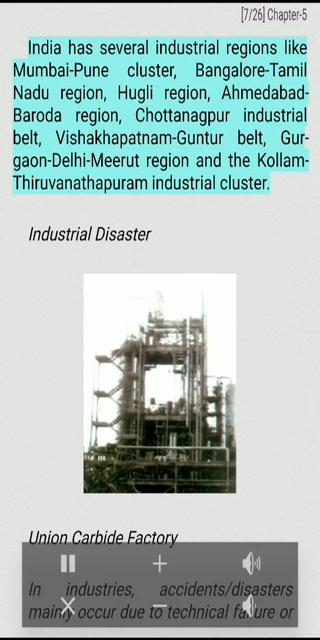 [7/26] Chapter-5
India has several industrial regions like
Mumbai-Pune cluster, Bangalore-Tamil
Nadu region, Hugli region, Ahmedabad-
Baroda region, Chottanagpur industrial
belt, Vishakhapatnam-Guntur belt, Gur-
gaon-Delhi-Meerut region and the Kollam-
Thiruvanathapuram industrial cluster.
Industrial Disaster
Union Carbide Factory
In industries, accidents/disasters
mainly occur due to technical failure or